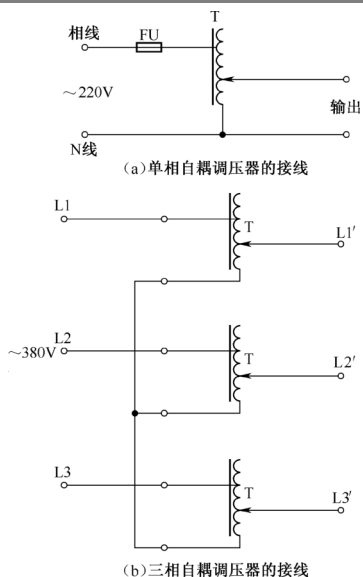 T
相线
FU
~220V
输出
N线
(a)单相自耦调压器的接线
L1
T
L1′
~380V
L2
T
L2′
L3
T
L3′
(b)三相自耦调压器的接线